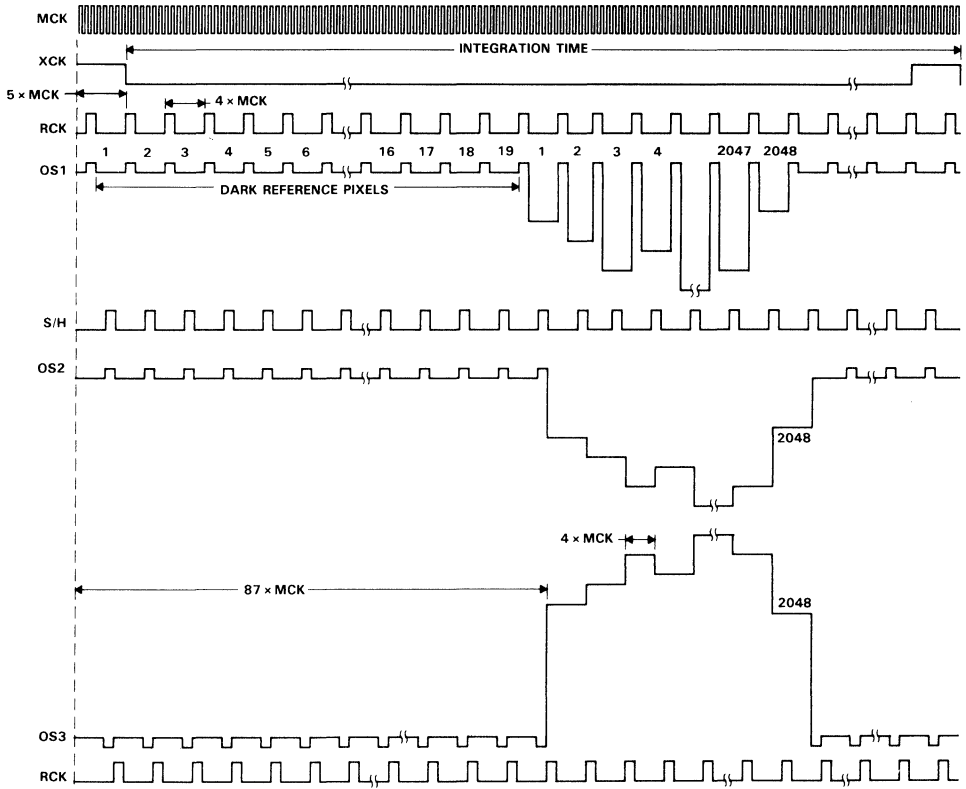 MCK
INTEGRATION TIME
XCK
5 × MCK
4 × MCK
RCK
1 2 3 4 5 6 16 17 18 19 1 2 3 4 2047 2048
OS1
DARK REFERENCE PIXELS
S/H
OS2
2048
4 × MCK
87 × MCK
2048
OS3
RCK